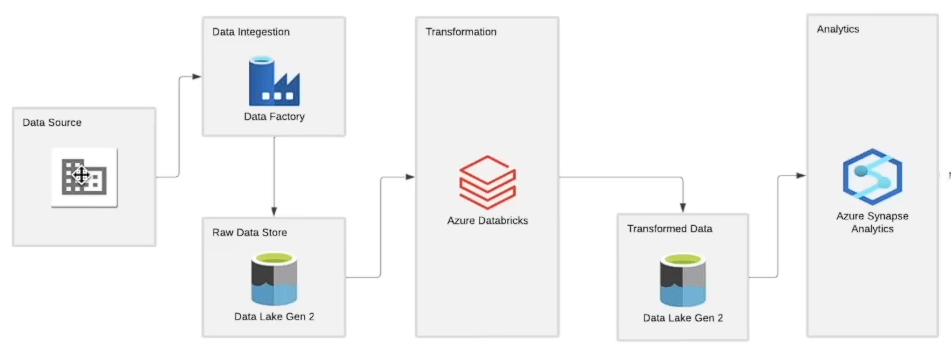 Data Source
Data Integestion
Data Factory
Raw Data Store
Data Lake Gen 2
Transformation
Azure Databricks
Transformed Data
Data Lake Gen 2
Analytics
Azure Synapse
Analytics